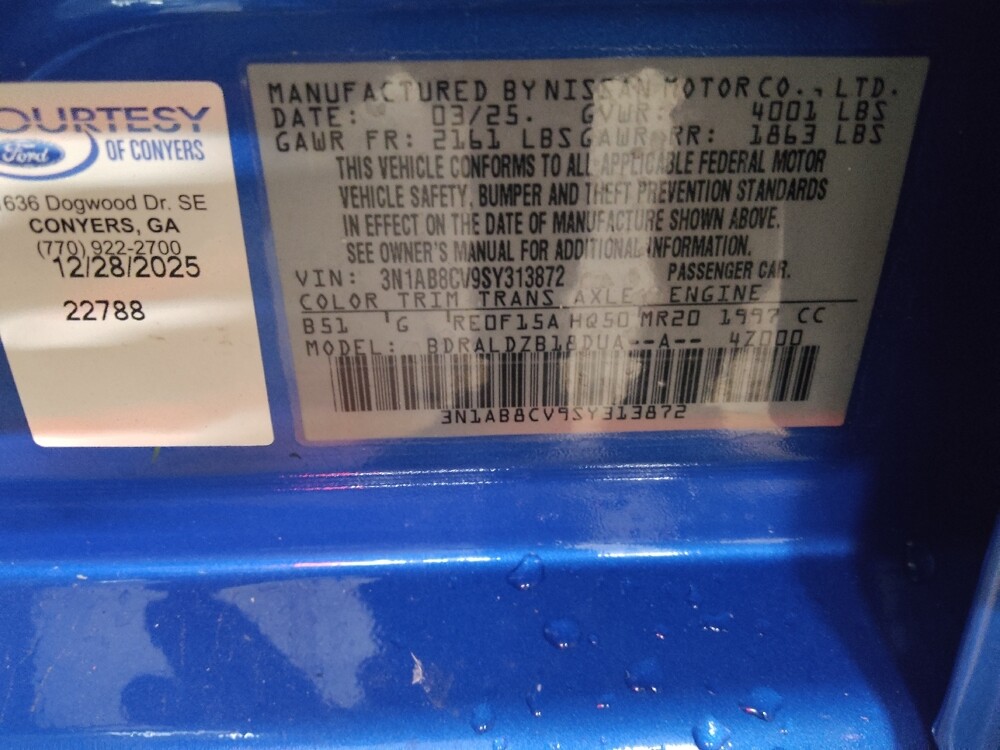 COURTESY
Ford
OF CONYERS
1636 Dogwood Dr. SE
CONYERS, GA
(770) 922-2700
12/28/2025
22788
MANUFACTURED BY NISSAN MOTOR CO., LTD.
DATE: 03/25. GVWR: 4001 LBS
GAWR FR: 2161 LBS GAWR RR: 1863 LBS
THIS VEHICLE CONFORMS TO ALL APPLICABLE FEDERAL MOTOR
VEHICLE SAFETY, BUMPER AND THEFT PREVENTION STANDARDS
IN EFFECT ON THE DATE OF MANUFACTURE SHOWN ABOVE.
SEE OWNER'S MANUAL FOR ADDITIONAL INFORMATION.
VIN: 3N1AB8CV9SY313872 PASSENGER CAR.
COLOR TRIM TRANS AXLE ENGINE
B51 G RE0F15A HQ50 MR20 1997 CC
MODEL: BDRALDZB18DUA--A-- 4Z000
3N1AB8CV9SY313872